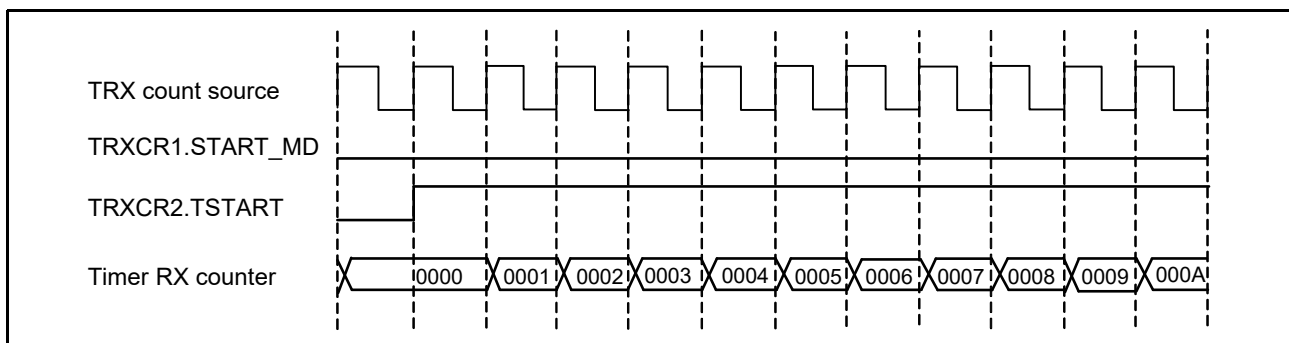 TRX count source
TRXCR1.START_MD
TRXCR2.TSTART
Timer RX counter 0000 0001 0002 0003 0004 0005 0006 0007 0008 0009 000A